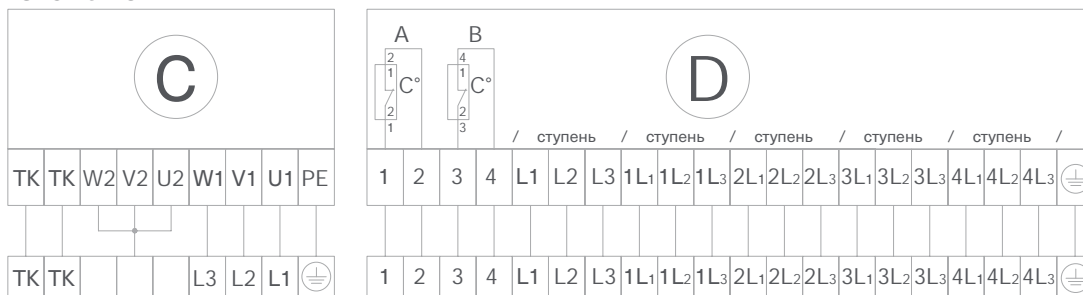 A B
C D
2 4
1 1
C° C°
2 2
1 3
/ ступень / ступень / ступень / ступень / ступень /
TK TK W2 V2 U2 W1 V1 U1 PE
1 2 3 4 L1 L2 L3 1L1 1L2 1L3 2L1 2L2 2L3 3L1 3L2 3L3 4L1 4L2 4L3
TK TK L3 L2 L1
1 2 3 4 L1 L2 L3 1L1 1L2 1L3 2L1 2L2 2L3 3L1 3L2 3L3 4L1 4L2 4L3